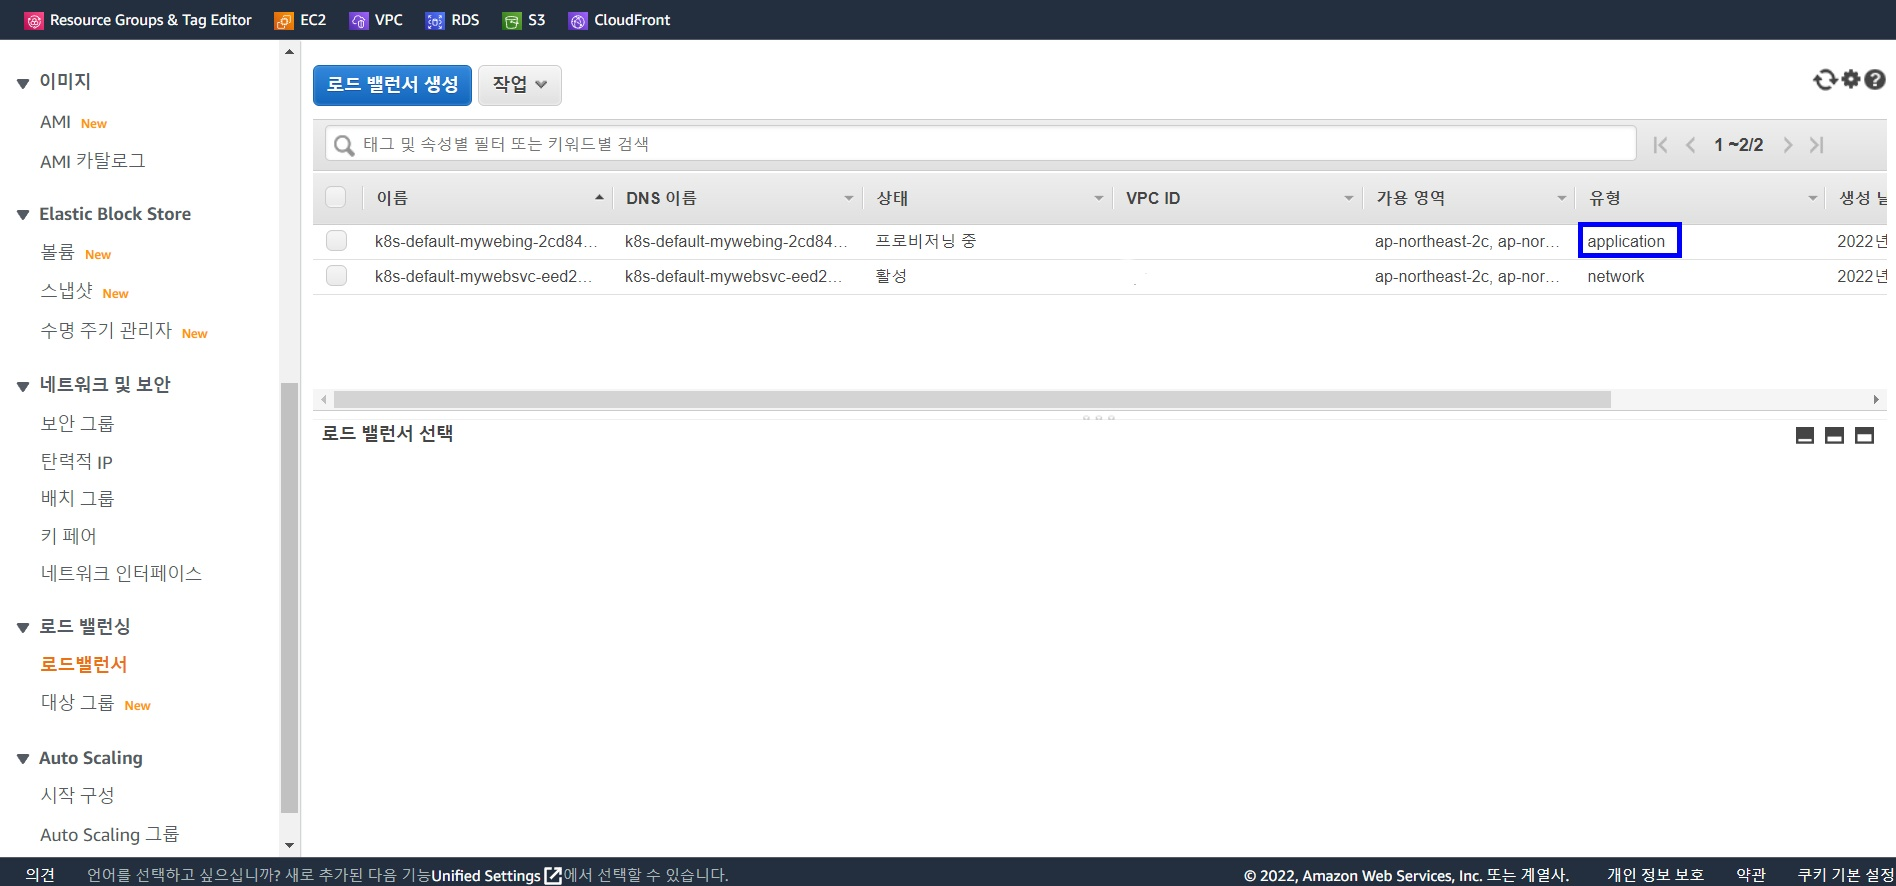 Resource Groups & Tag Editor EC2 VPC RDS S3 CloudFront
이미지
AMI New
AMI 카탈로그
Elastic Block Store
볼륨 New
스냅샷 New
수명 주기 관리자 New
네트워크 및 보안
보안 그룹
탄력적 IP
배치 그룹
키 페어
네트워크 인터페이스
로드 밸런싱
로드밸런서
대상 그룹 New
Auto Scaling
시작 구성
Auto Scaling 그룹
로드 밸런서 생성 작업
태그 및 속성별 필터 또는 키워드별 검색 1 ~2/2
이름 DNS 이름 상태 VPC ID 가용 영역 유형 생성 날
k8s-default-mywebing-2cd84... k8s-default-mywebing-2cd84... 프로비저닝 중 ap-northeast-2c, ap-nor... application 2022년
k8s-default-mywebsvc-eed2... k8s-default-mywebsvc-eed2... 활성 ap-northeast-2c, ap-nor... network 2022년
로드 밸런서 선택
의견 언어를 선택하고 싶으십니까? 새로 추가된 다음 기능Unified Settings에서 선택할 수 있습니다. © 2022, Amazon Web Services, Inc. 또는 계열사. 개인 정보 보호 약관 쿠키 기본 설정